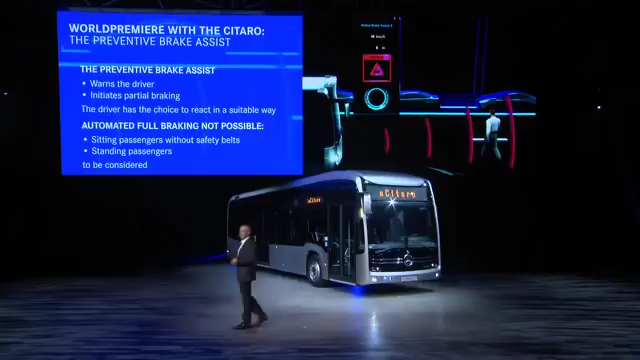 WORLDPREMIERE WITH THE CITARO:
THE PREVENTIVE BRAKE ASSIST
THE PREVENTIVE BRAKE ASSIST
• Warns the driver
• Initiates partial braking
The driver has the choice to react in a suitable way
AUTOMATED FULL BRAKING NOT POSSIBLE:
• Sitting passengers without safety belts
• Standing passengers
to be considered
eCitaro
eCitaro